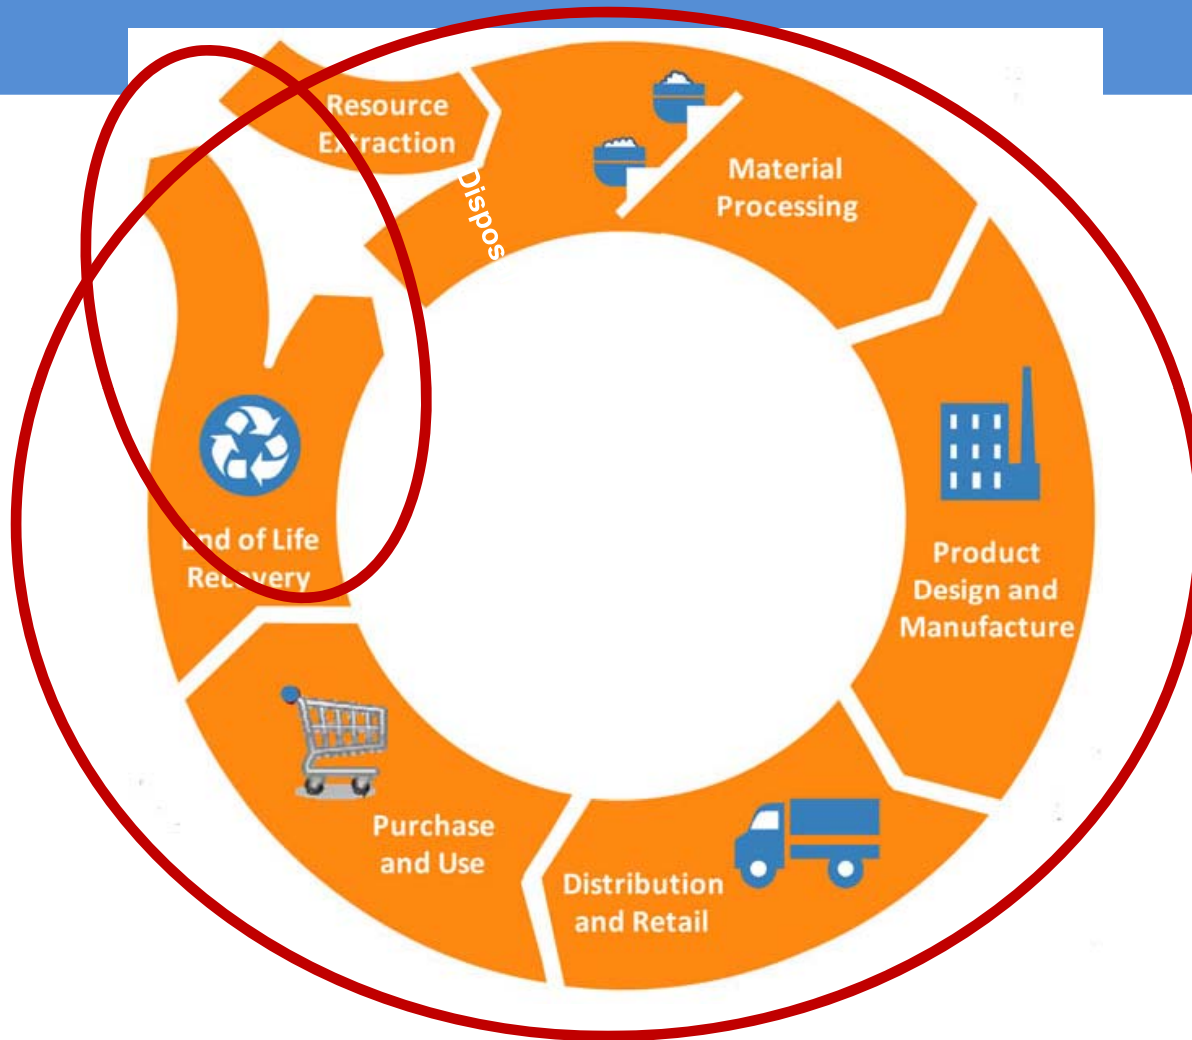 Resource
Extraction
Dispos
Material
Processing
Product
Design and
Manufacture
Distribution
and Retail
Purchase
and Use
End of Life
Recovery